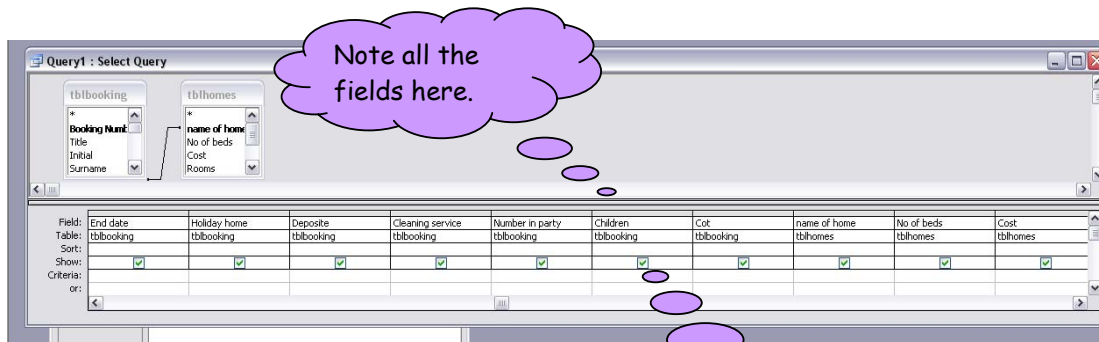 Note all the
fields here.
Query1 : Select Query
tblbooking
*
Booking Numb
Title
Initial
Surname
tblhomes
*
name of home
No of beds
Cost
Rooms
Field: End date Holiday home Deposite Cleaning service Number in party Children Cot name of home No of beds Cost
Table: tblbooking tblbooking tblbooking tblbooking tblbooking tblbooking tblbooking tblhomes tblhomes tblhomes
Sort:
Show:
Criteria:
or: